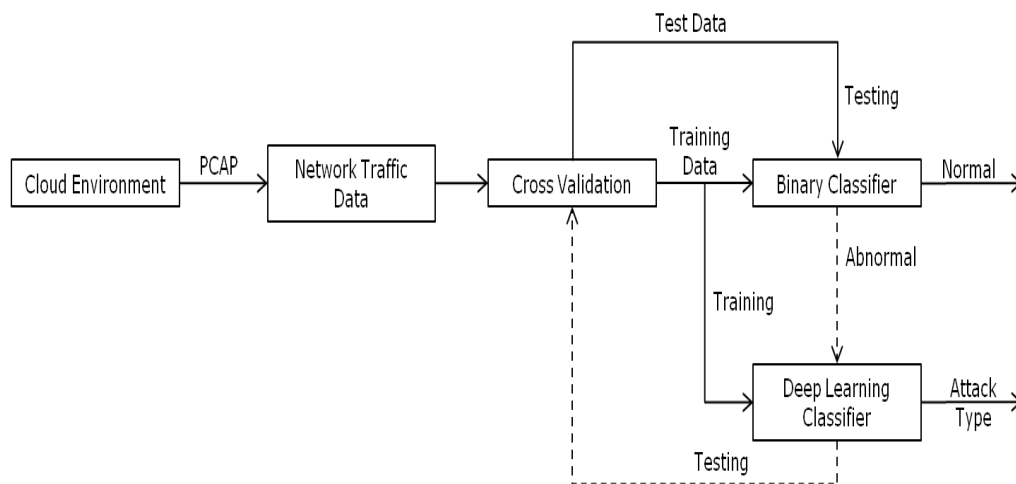 Test Data
Testing
Cloud Environment
PCAP
Network Traffic
Data
Cross Validation
Training
Data
Binary Classifier
Normal
Abnormal
Training
Deep Learning
Classifier
Attack
Type
Testing